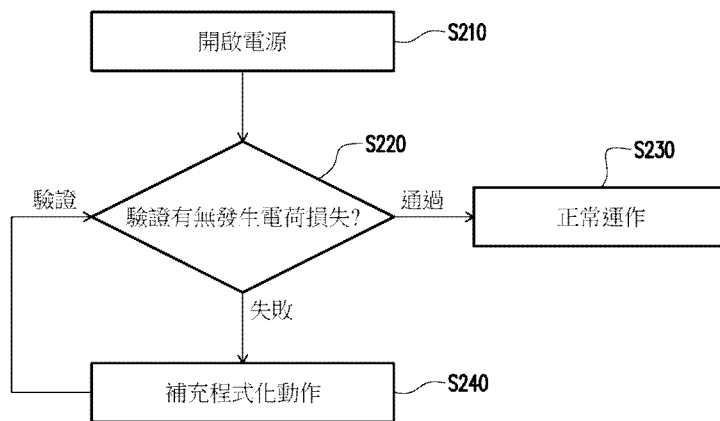 開啟電源
S210
S220
驗證有無發生電荷損失?
驗證
通過
S230
正常運作
失敗
補充程式化動作
S240